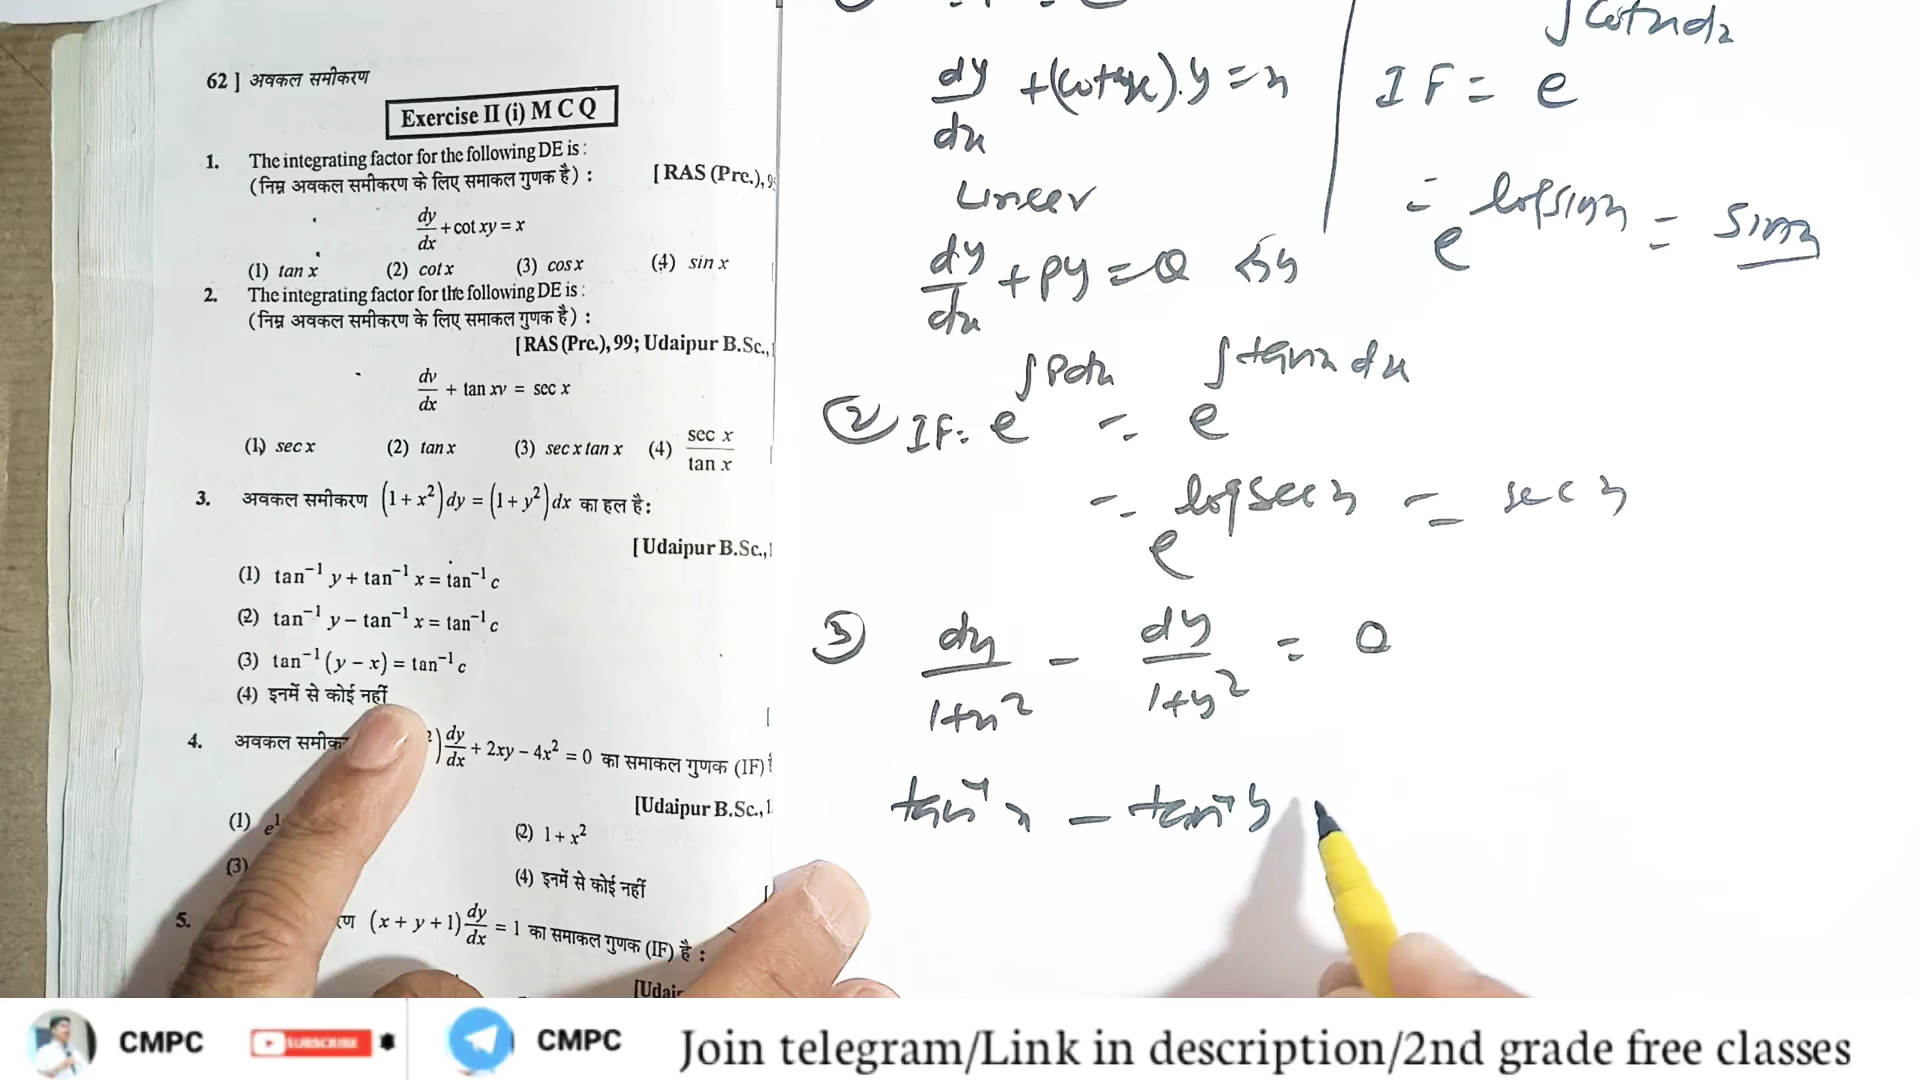 62 ] अवकल समीकरण
Exercise II (i) M C Q
1. The integrating factor for the following DE is :
(निम्न अवकल समीकरण के लिए समाकल गुणक है) : [ RAS (Pre.), 9
dy/dx + cot xy = x
(1) tan x (2) cot x (3) cos x (4) sin x
2. The integrating factor for the following DE is :
(निम्न अवकल समीकरण के लिए समाकल गुणक है) :
[ RAS (Pre.), 99; Udaipur B.Sc.,
dy/dx + tan xy = sec x
(1) sec x (2) tan x (3) sec x tan x (4) sec x / tan x
3. अवकल समीकरण (1 + x²) dy = (1 + y²) dx का हल है :
[ Udaipur B.Sc.,
(1) tan⁻¹ y + tan⁻¹ x = tan⁻¹ c
(2) tan⁻¹ y – tan⁻¹ x = tan⁻¹ c
(3) tan⁻¹ (y – x) = tan⁻¹ c
(4) इनमें से कोई नहीं
4. अवकल ²) dy/dx + 2xy – 4x² = 0 का समाकल गुणक (IF)
[Udaipur B.Sc., 1
(1) (2) 1 + x²
(3) (4) इनमें से कोई नहीं
5. (x + y + 1) dy/dx = 1 का समाकल गुणक (IF) है :
dy/dx + (cotx).y = x
Linear
dy/dx + Py = Q
∫cotxdx
IF = e
= e^logsinx = sinx
② IF = e^∫Pdx = e^∫tanxdx
= e^logsecx = secx
③ dx/1+x² - dy/1+y² = 0
tan⁻¹x - tan⁻¹y
CMPC SUBSCRIBE CMPC Join telegram/Link in description/2nd grade free classes